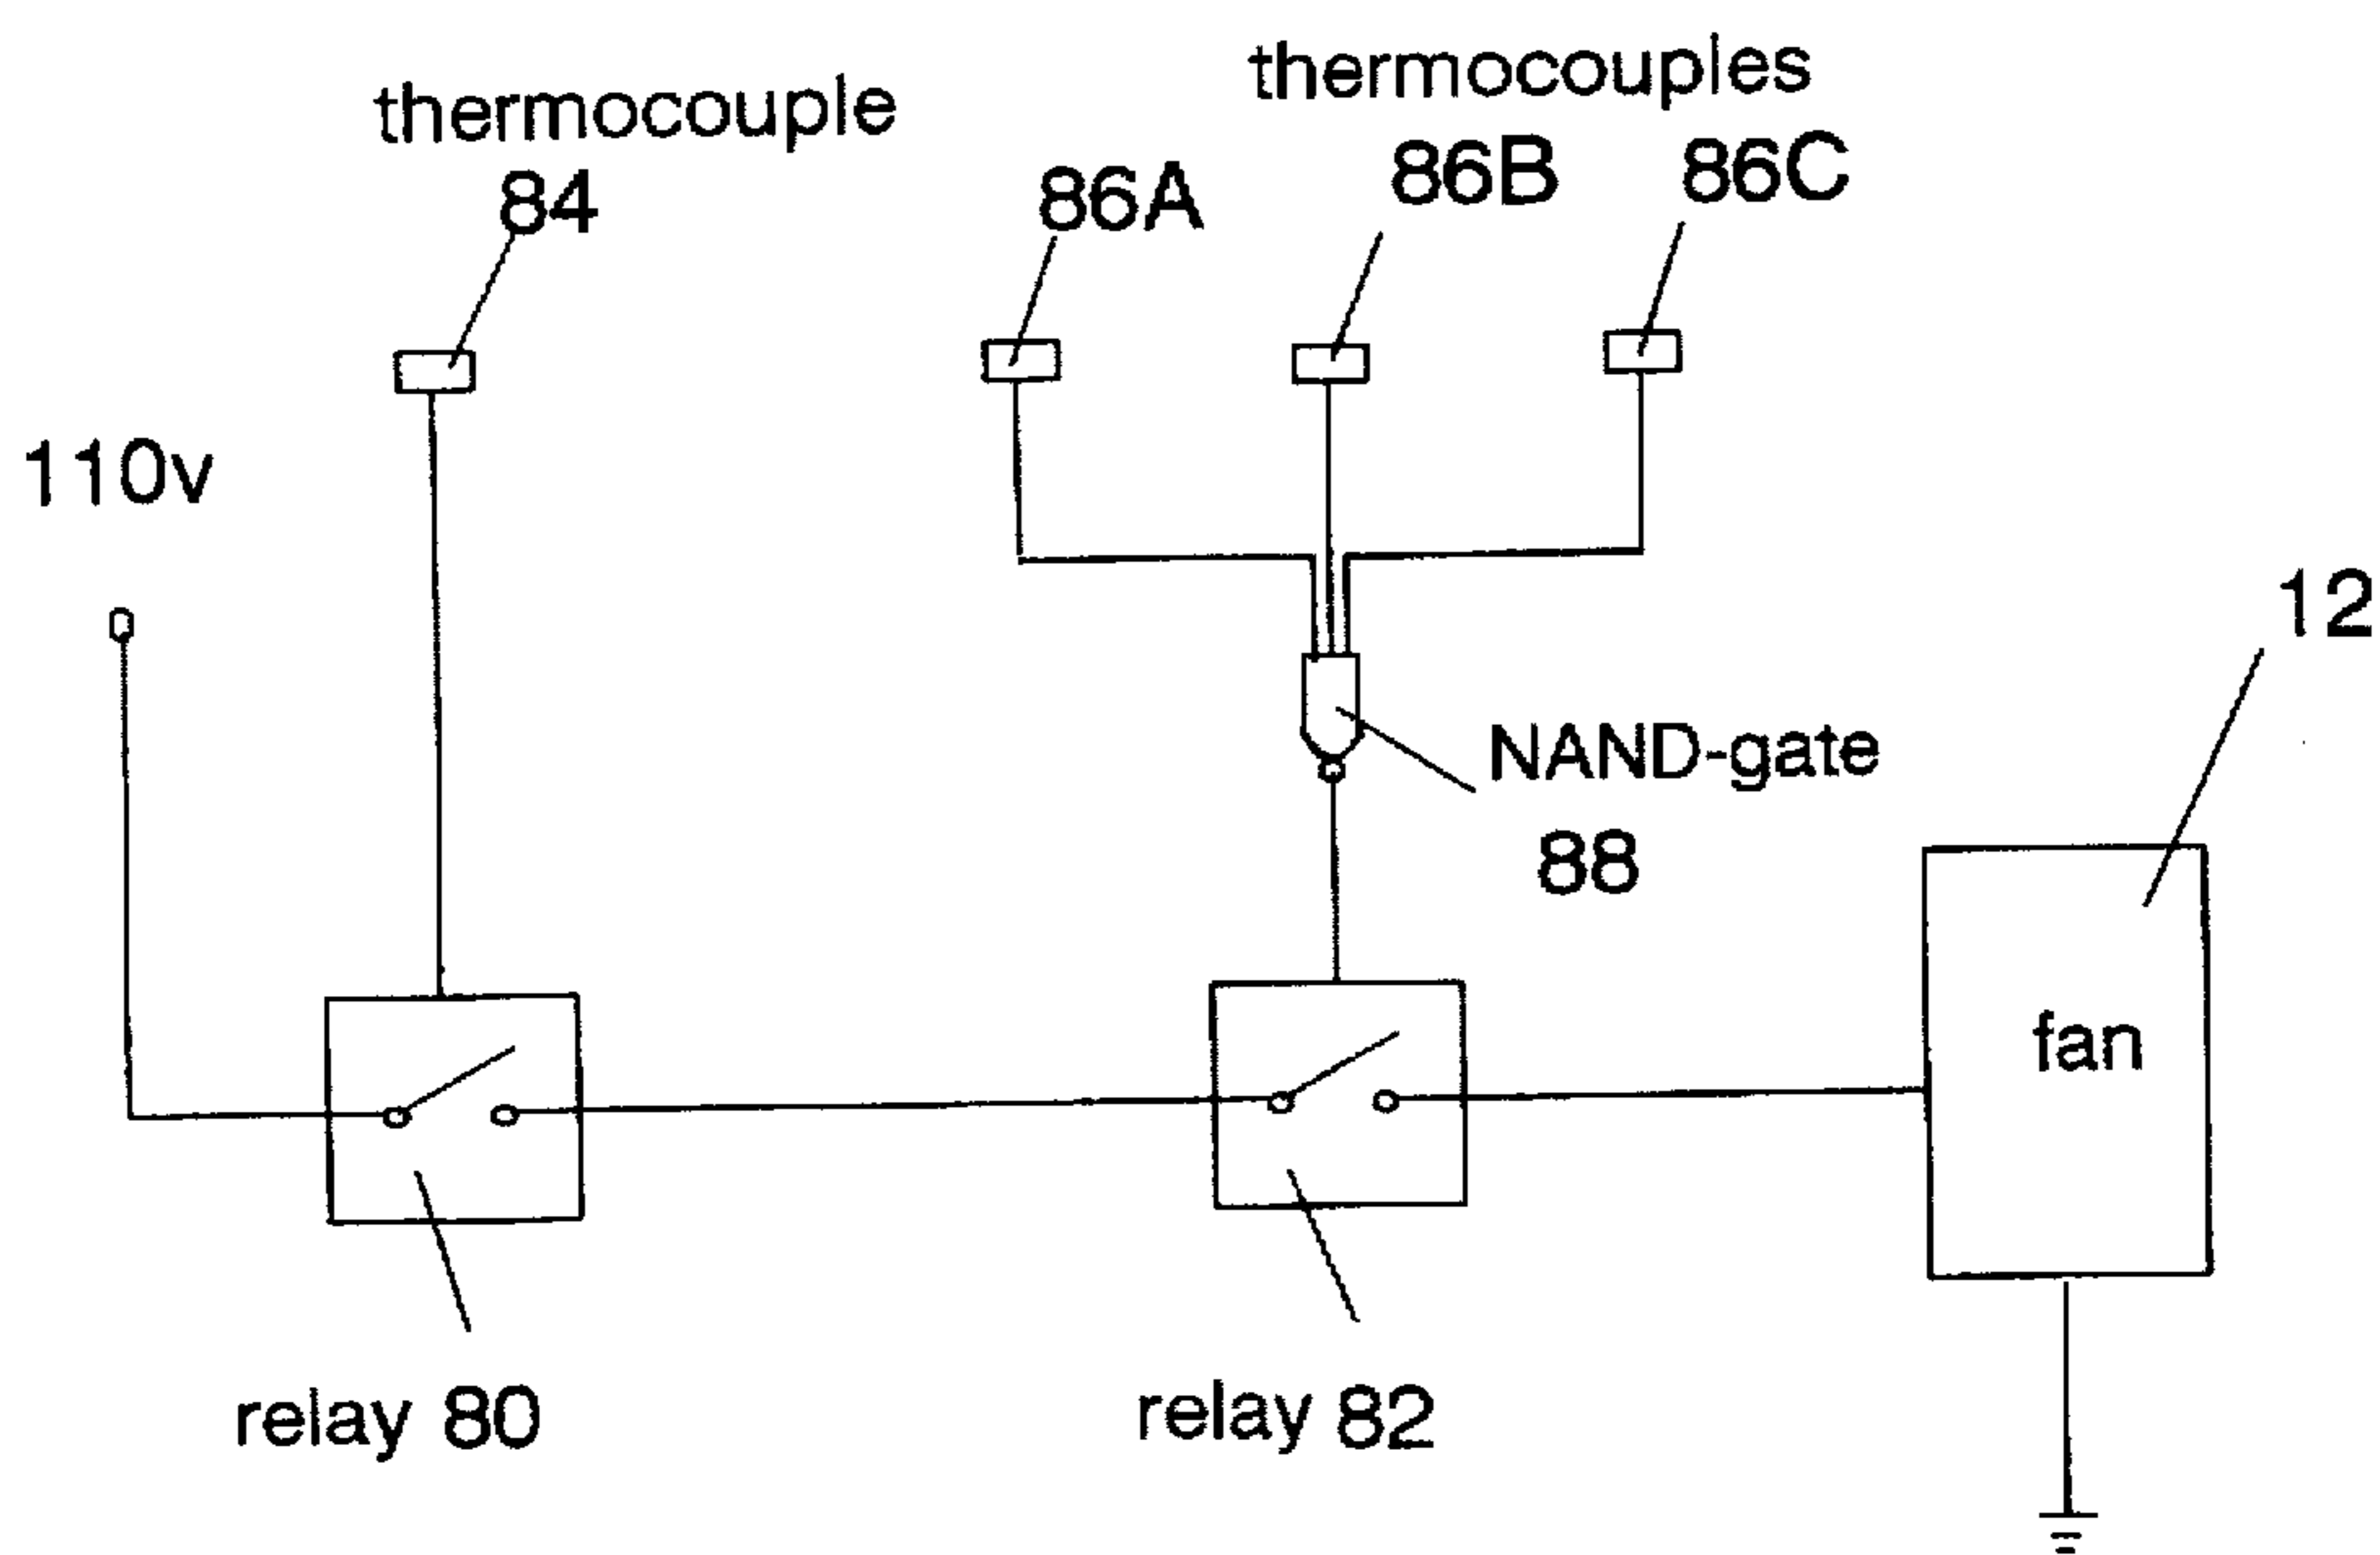 thermocouple
84
thermocouples
86A
86B
86C
110v
12
NAND-gate
88
fan
relay 80
relay 82